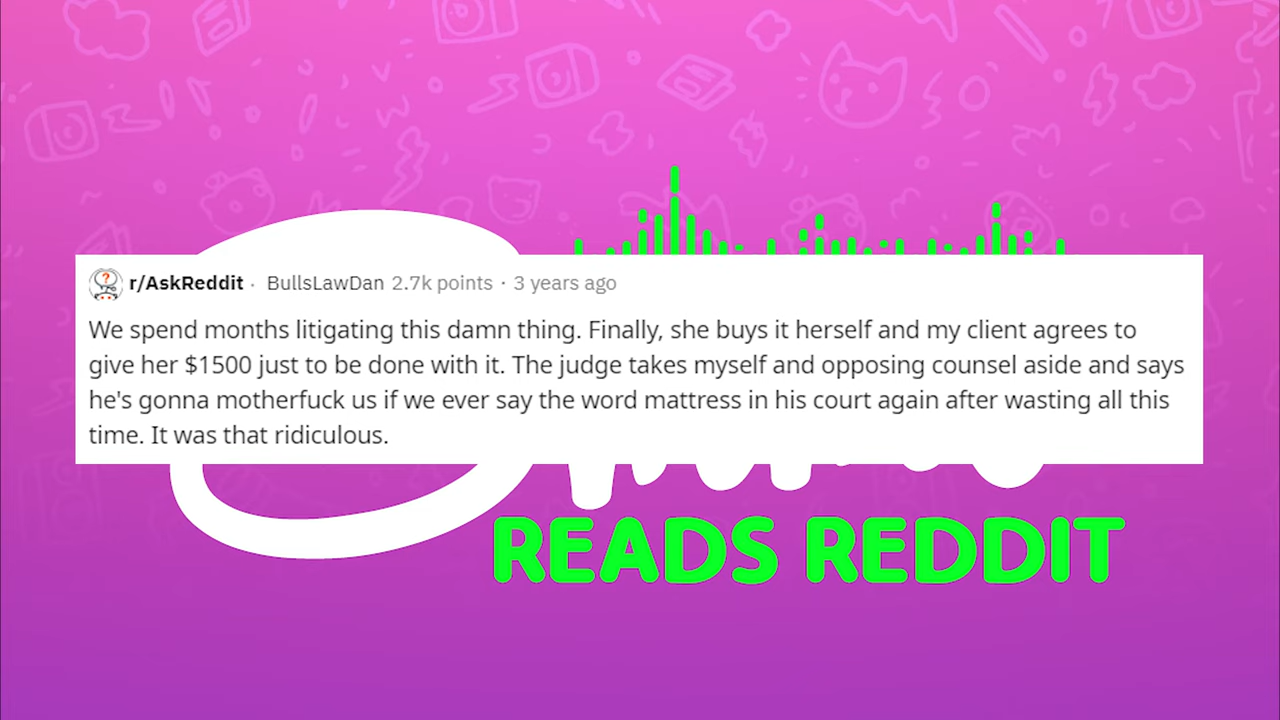 r/AskReddit · BullsLawDan 2.7k points · 3 years ago
We spend months litigating this damn thing. Finally, she buys it herself and my client agrees to
give her $1500 just to be done with it. The judge takes myself and opposing counsel aside and says
he's gonna motherfuck us if we ever say the word mattress in his court again after wasting all this
time. It was that ridiculous.
READS REDDIT